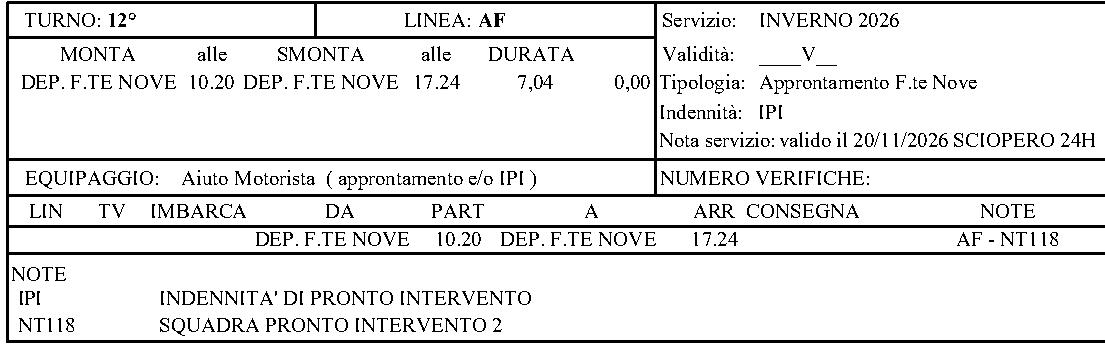 TURNO: 12° LINEA: AF Servizio: INVERNO 2026
MONTA alle SMONTA alle DURATA Validità: ____V__
DEP. F.TE NOVE 10.20 DEP. F.TE NOVE 17.24 7,04 0,00 Tipologia: Approntamento F.te Nove
Indennità: IPI
Nota servizio: valido il 20/11/2026 SCIOPERO 24H
EQUIPAGGIO: Aiuto Motorista ( approntamento e/o IPI ) NUMERO VERIFICHE:
LIN TV IMBARCA DA PART A ARR CONSEGNA NOTE
DEP. F.TE NOVE 10.20 DEP. F.TE NOVE 17.24 AF - NT118
NOTE
IPI INDENNITA' DI PRONTO INTERVENTO
NT118 SQUADRA PRONTO INTERVENTO 2